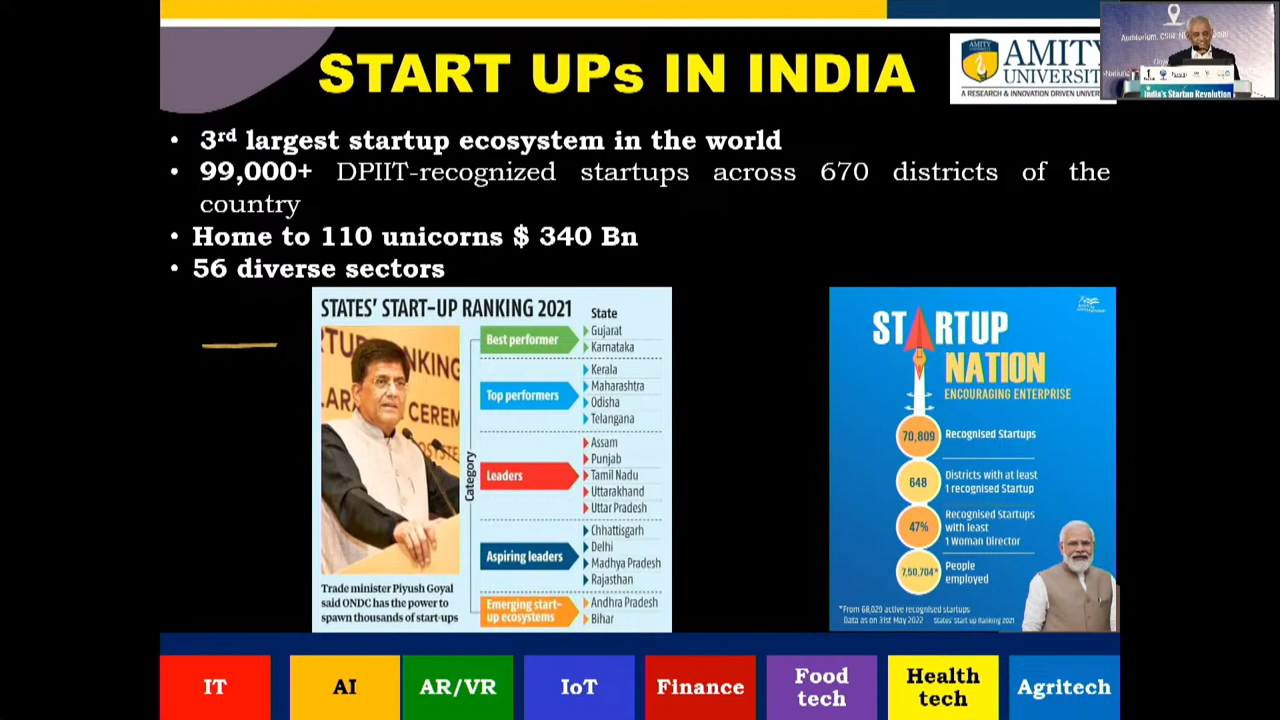 START UPs IN INDIA
AMITY
UNIVERSITY
A RESEARCH & INNOVATION DRIVEN
Auditorium, CSIR,
India's Startup Revolution
• 3rd largest startup ecosystem in the world
• 99,000+ DPIIT-recognized startups across 670 districts of the
country
• Home to 110 unicorns $ 340 Bn
• 56 diverse sectors
STATES' START-UP RANKING 2021
State
Best performer
Gujarat
Karnataka
Top performers
Kerala
Maharashtra
Odisha
Telangana
Leaders
Assam
Punjab
Tamil Nadu
Uttarakhand
Uttar Pradesh
Aspiring leaders
Chhattisgarh
Delhi
Madhya Pradesh
Rajasthan
Emerging start-
up ecosystems
Andhra Pradesh
Bihar
Category
Trade minister Piyush Goyal
said ONDC has the power to
spawn thousands of start-ups
STARTUP
NATION
ENCOURAGING ENTERPRISE
70,809 Recognised Startups
648 Districts with at least
1 recognised Startup
47% Recognised Startups
with least
1 Woman Director
7,50,704* People
employed
*From 68,029 active recognised startups
Data as on 31st May 2022 States' Start up Ranking 2021
IT
AI
AR/VR
IoT
Finance
Food
tech
Health
tech
Agritech